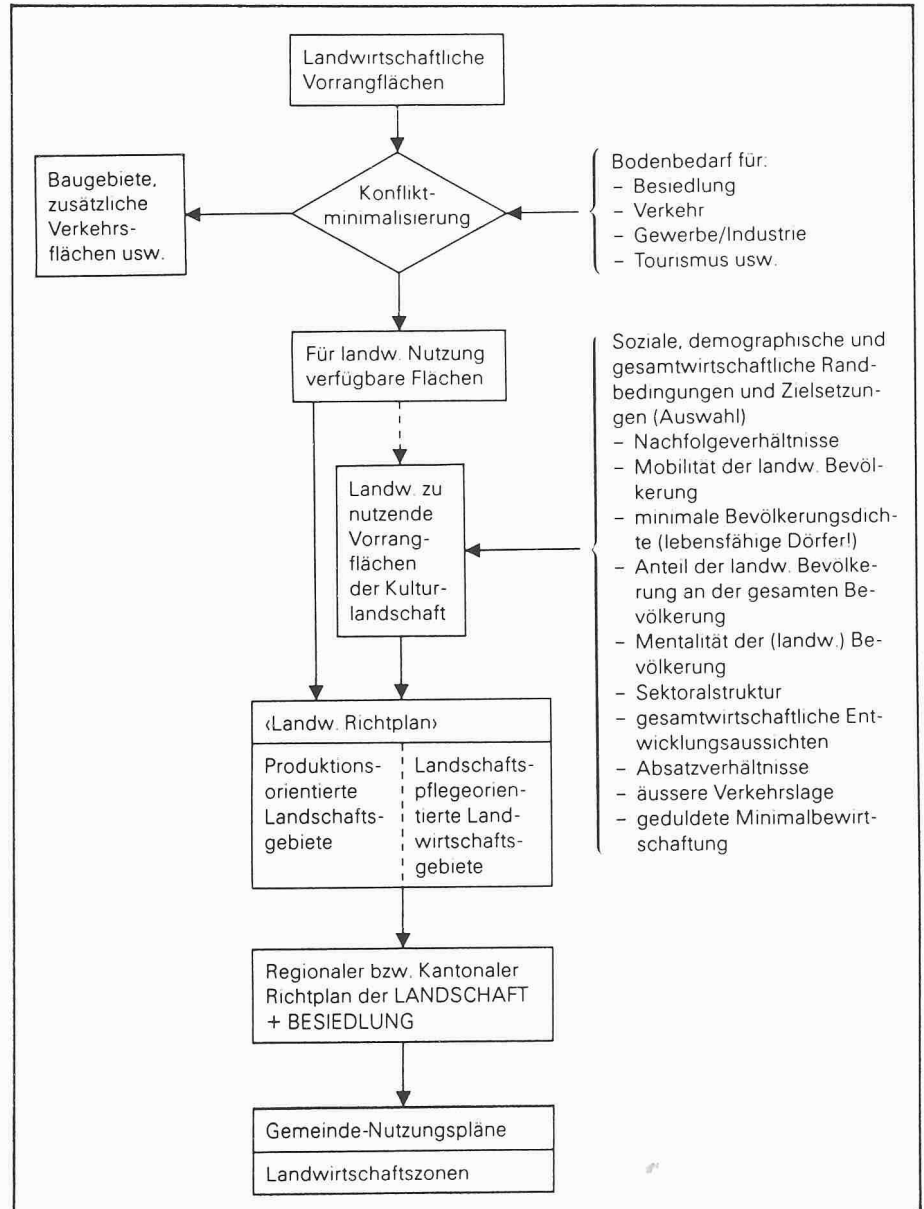 Landwirtschaftliche
Vorrangflächen
Baugebiete,
zusätzliche
Verkehrs-
flächen usw.
Konflikt-
minimalisierung
Bodenbedarf für:
– Besiedlung
– Verkehr
– Gewerbe/Industrie
– Tourismus usw.
Für landw. Nutzung
verfügbare Flächen
Landw. zu
nutzende
Vorrang-
flächen
der Kultur-
landschaft
Soziale, demographische und
gesamtwirtschaftliche Rand-
bedingungen und Zielsetzun-
gen (Auswahl)
– Nachfolgeverhältnisse
– Mobilität der landw. Bevöl-
kerung
– minimale Bevölkerungsdich-
te (lebensfähige Dörfer!)
– Anteil der landw. Bevölke-
rung an der gesamten Be-
völkerung
– Mentalität der (landw.) Be-
völkerung
– Sektoralstruktur
– gesamtwirtschaftliche Ent-
wicklungsaussichten
– Absatzverhältnisse
– äussere Verkehrslage
– geduldete Minimalbewirt-
schaftung
‹Landw. Richtplan›
Produktions-
orientierte
Landschafts-
gebiete
Landschafts-
pflegeorien-
tierte Land-
wirtschafts-
gebiete
Regionaler bzw. Kantonaler
Richtplan der LANDSCHAFT
+ BESIEDLUNG
Gemeinde-Nutzungspläne
Landwirtschaftszonen